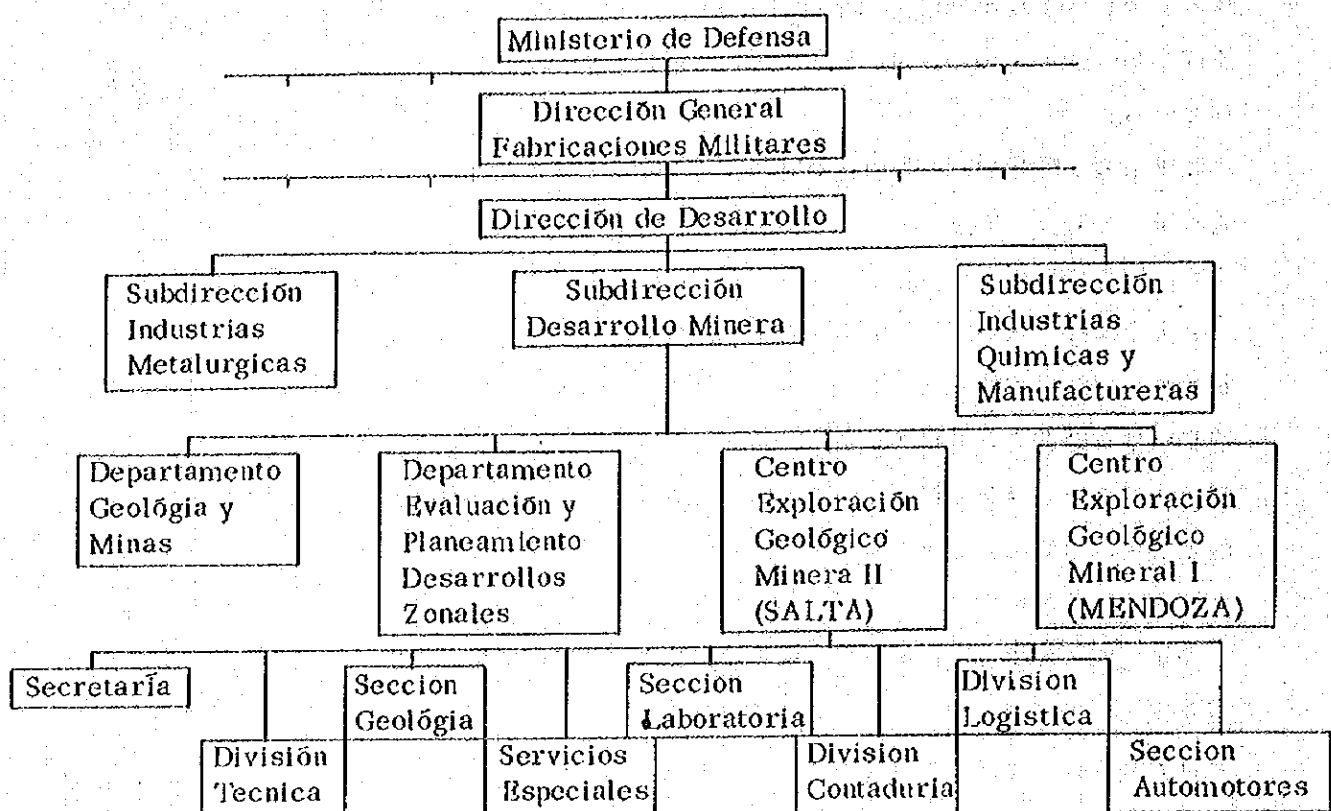 Ministerio de Defensa
Dirección General
Fabricaciones Militares
Dirección de Desarrollo
Subdirección
Industrias
Metalurgicas
Subdirección
Desarrollo Minera
Subdirección
Industrias
Quimicas y
Manufactureras
Departamento
Geológia y
Minas
Departamento
Evaluación y
Planeamiento
Desarrollos
Zonales
Centro
Exploración
Geológico
Minera II
(SALTA)
Centro
Exploración
Geológico
Mineral I
(MENDOZA)
Secretaría
División
Tecnica
Seccion
Geológia
Servicios
Especiales
Seccion
Laboratoria
Division
Contaduria
Division
Logistica
Seccion
Automotores